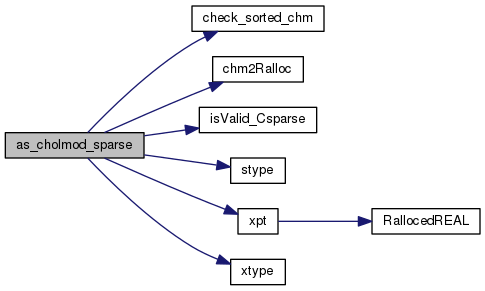 check_sorted_chm
chm2Ralloc
isValid_Csparse
as_cholmod_sparse
stype
xpt
RallocedREAL
xtype